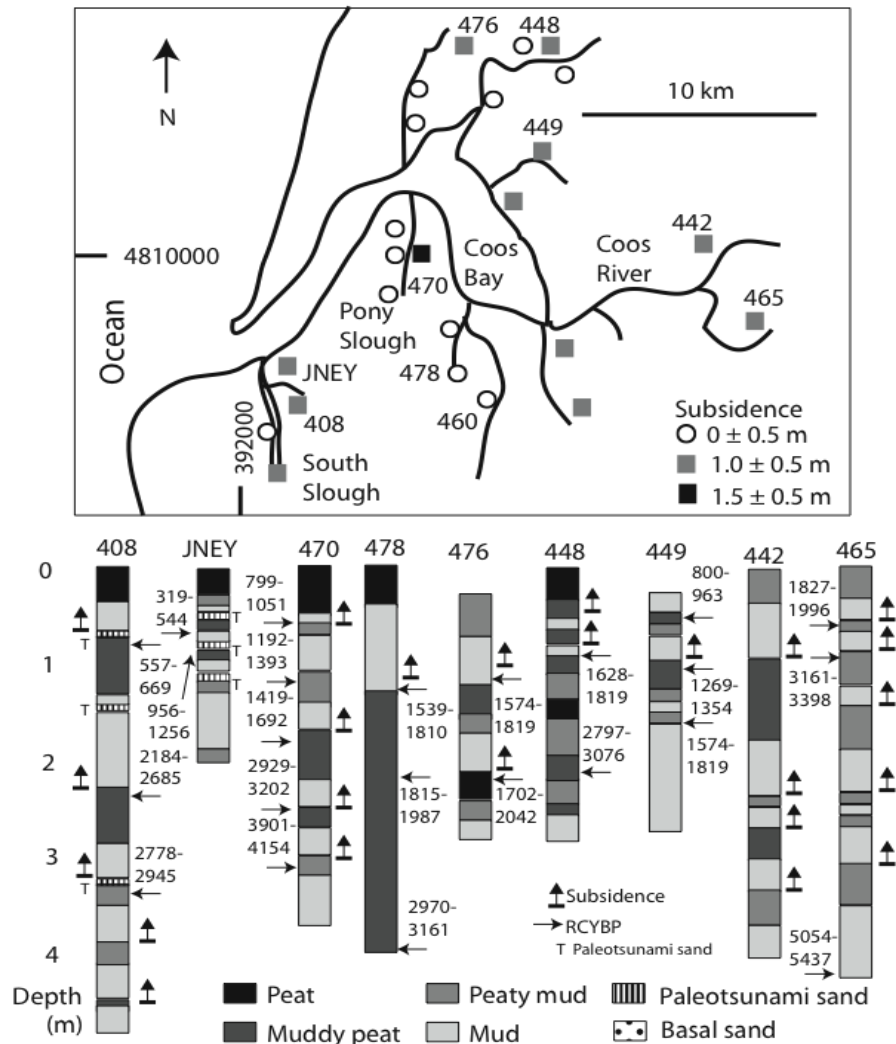 476
448
10 km
N
449
442
4810000
Coos
Bay
Coos
River
470
465
Ocean
Pony
Slough
JNEY
478
408
460
392000
South
Slough
Subsidence
0 ± 0.5 m
1.0 ± 0.5 m
1.5 ± 0.5 m
408
JNEY
470
478
476
448
449
442
465
0
1
2
3
4
Depth
(m)
T
T
T
557-
669
2184-
2685
2778-
2945
319-
544
956-
1256
T
T
T
799-
1051
1192-
1393
1419-
1692
2929-
3202
3901-
4154
1539-
1810
1815-
1987
2970-
3161
1574-
1819
1702-
2042
1628-
1819
2797-
3076
800-
963
1269-
1354
1574-
1819
1827-
1996
3161-
3398
5054-
5437
Subsidence
RCYBP
T Paleotsunami sand
Peat
Peaty mud
Paleotsunami sand
Muddy peat
Mud
Basal sand